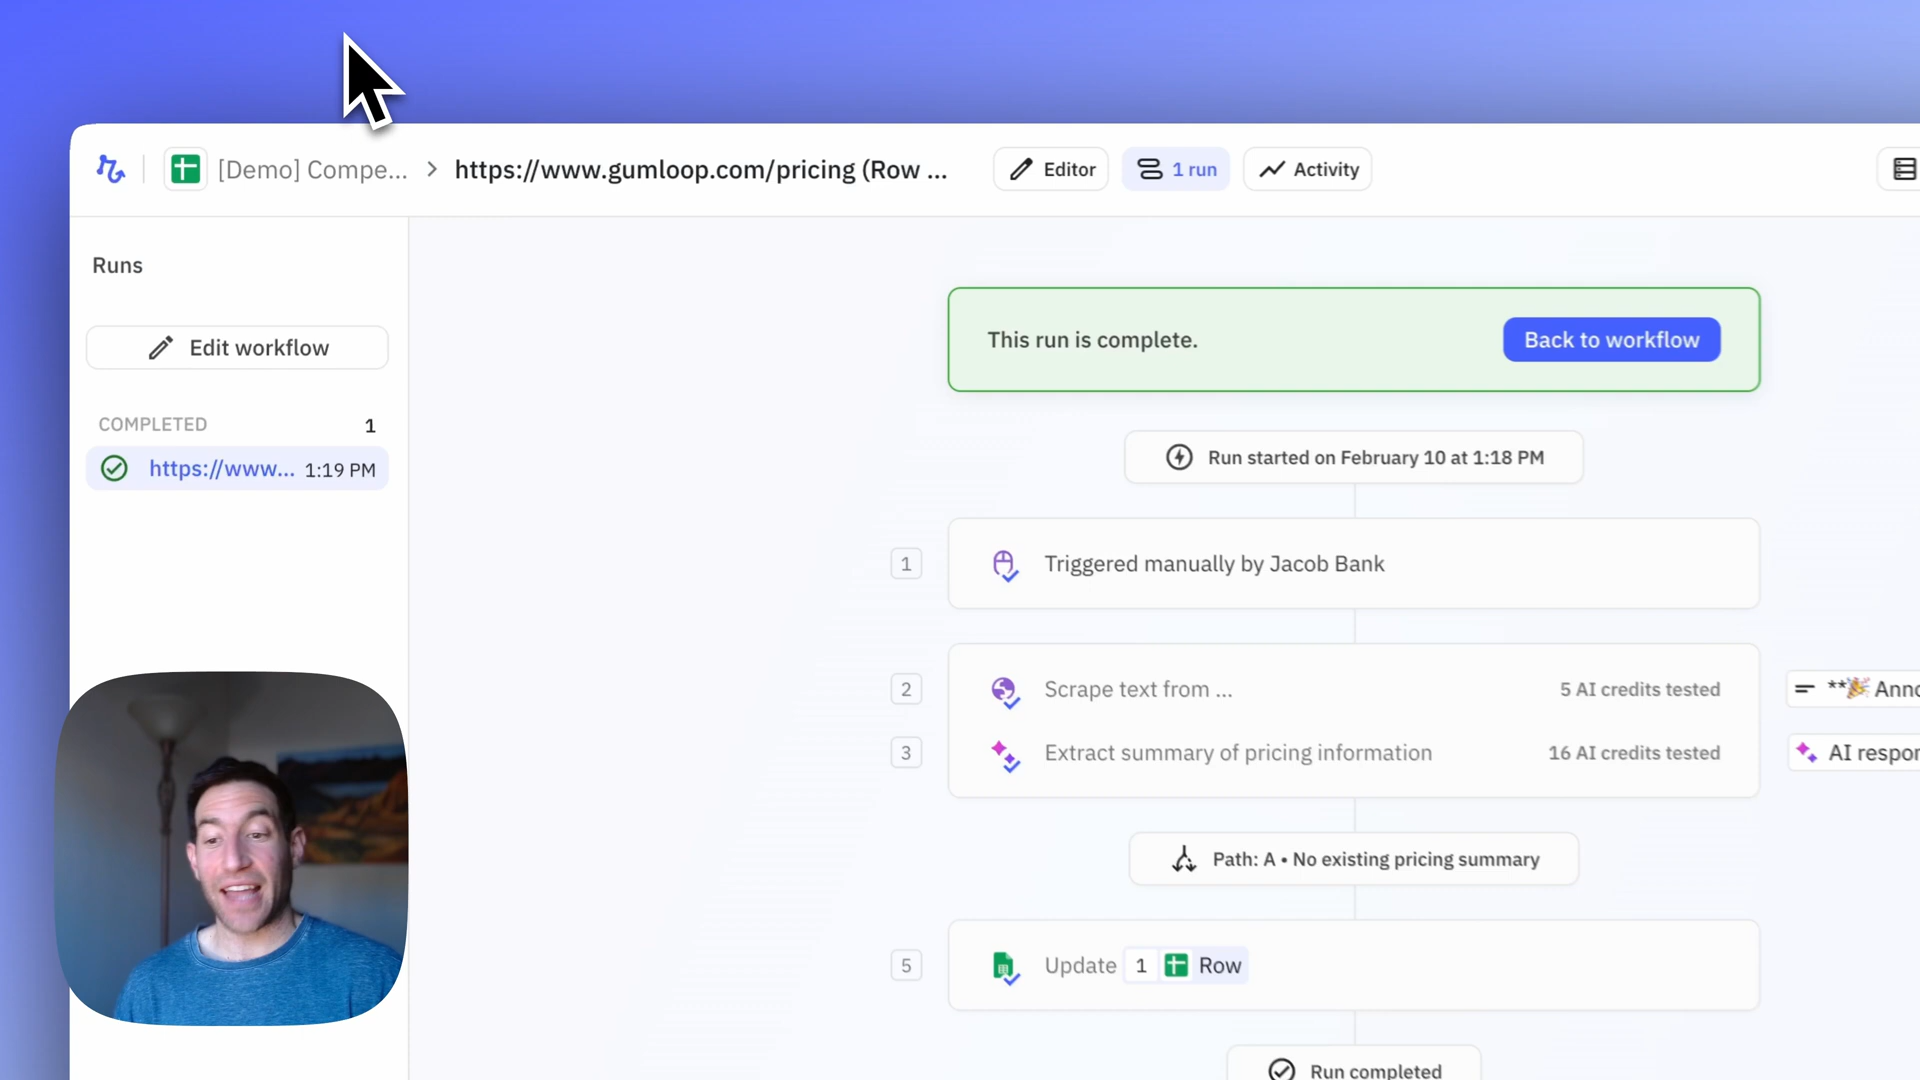 [Demo] Compe... > https://www.gumloop.com/pricing (Row ...
Editor
1 run
Activity
Runs
Edit workflow
COMPLETED 1
https://www... 1:19 PM
This run is complete.
Back to workflow
Run started on February 10 at 1:18 PM
1 Triggered manually by Jacob Bank
2 Scrape text from ... 5 AI credits tested
**🎉 Anno
3 Extract summary of pricing information 16 AI credits tested
AI respon
Path: A • No existing pricing summary
5 Update 1 Row
Run completed